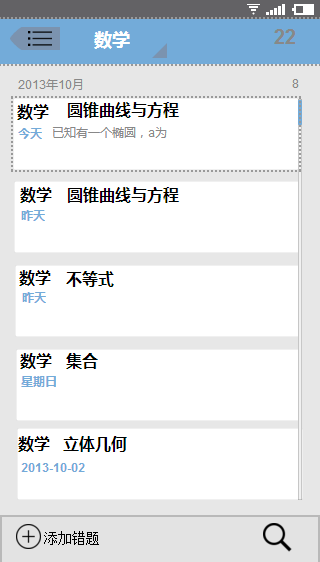 数学 22
2013年10月 8
数学 圆锥曲线与方程
今天 已知有一个椭圆，a为
数学 圆锥曲线与方程
昨天
数学 不等式
昨天
数学 集合
星期日
数学 立体几何
2013-10-02
添加错题